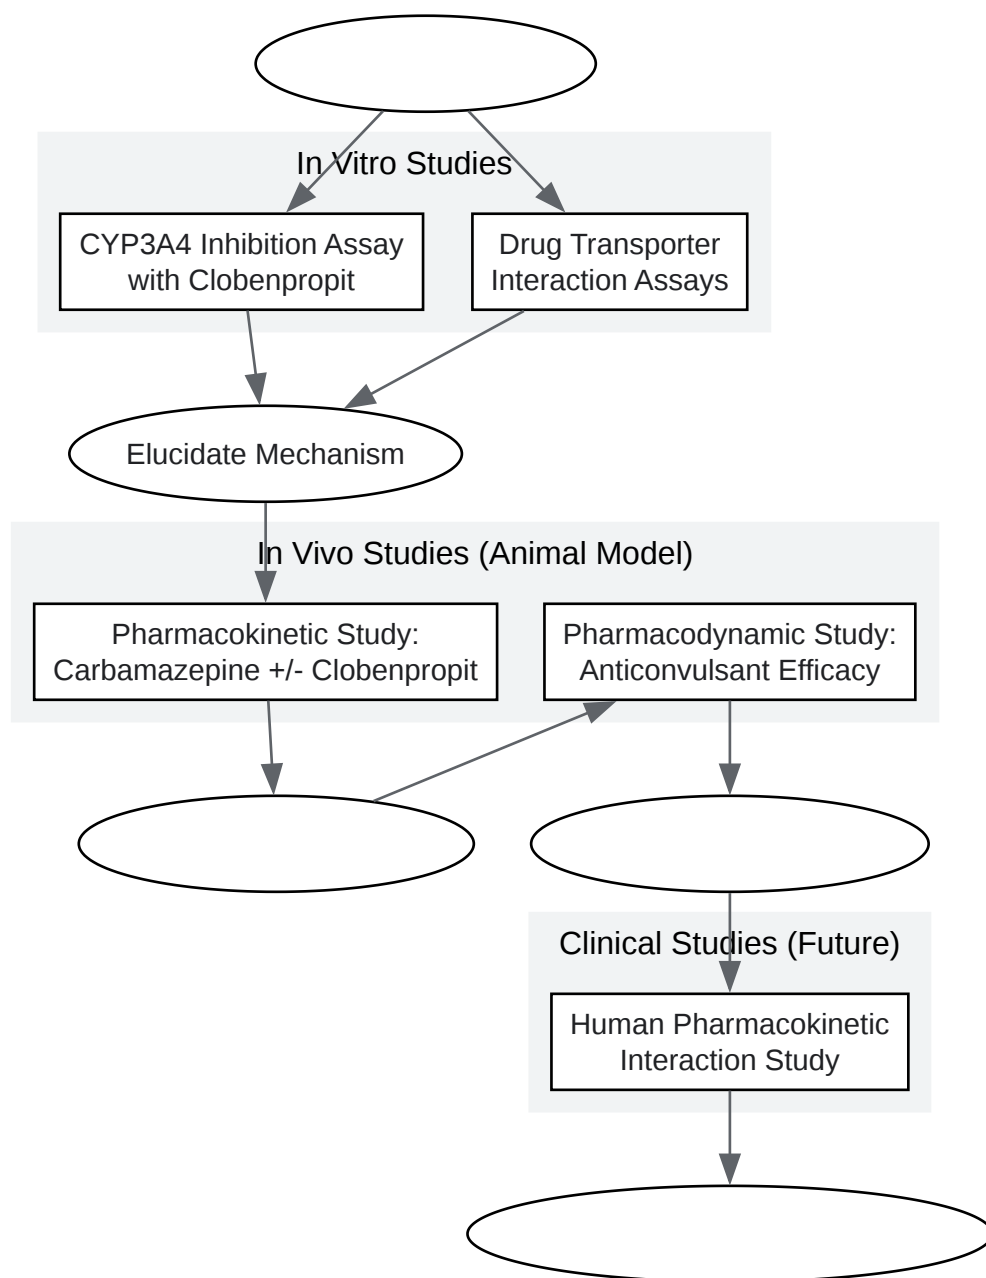 In Vitro Studies
CYP3A4 Inhibition Assay
with Clobenpropit
Drug Transporter
Interaction Assays
Elucidate Mechanism
In Vivo Studies (Animal Model)
Pharmacokinetic Study:
Carbamazepine +/- Clobenpropit
Pharmacodynamic Study:
Anticonvulsant Efficacy
Clinical Studies (Future)
Human Pharmacokinetic
Interaction Study